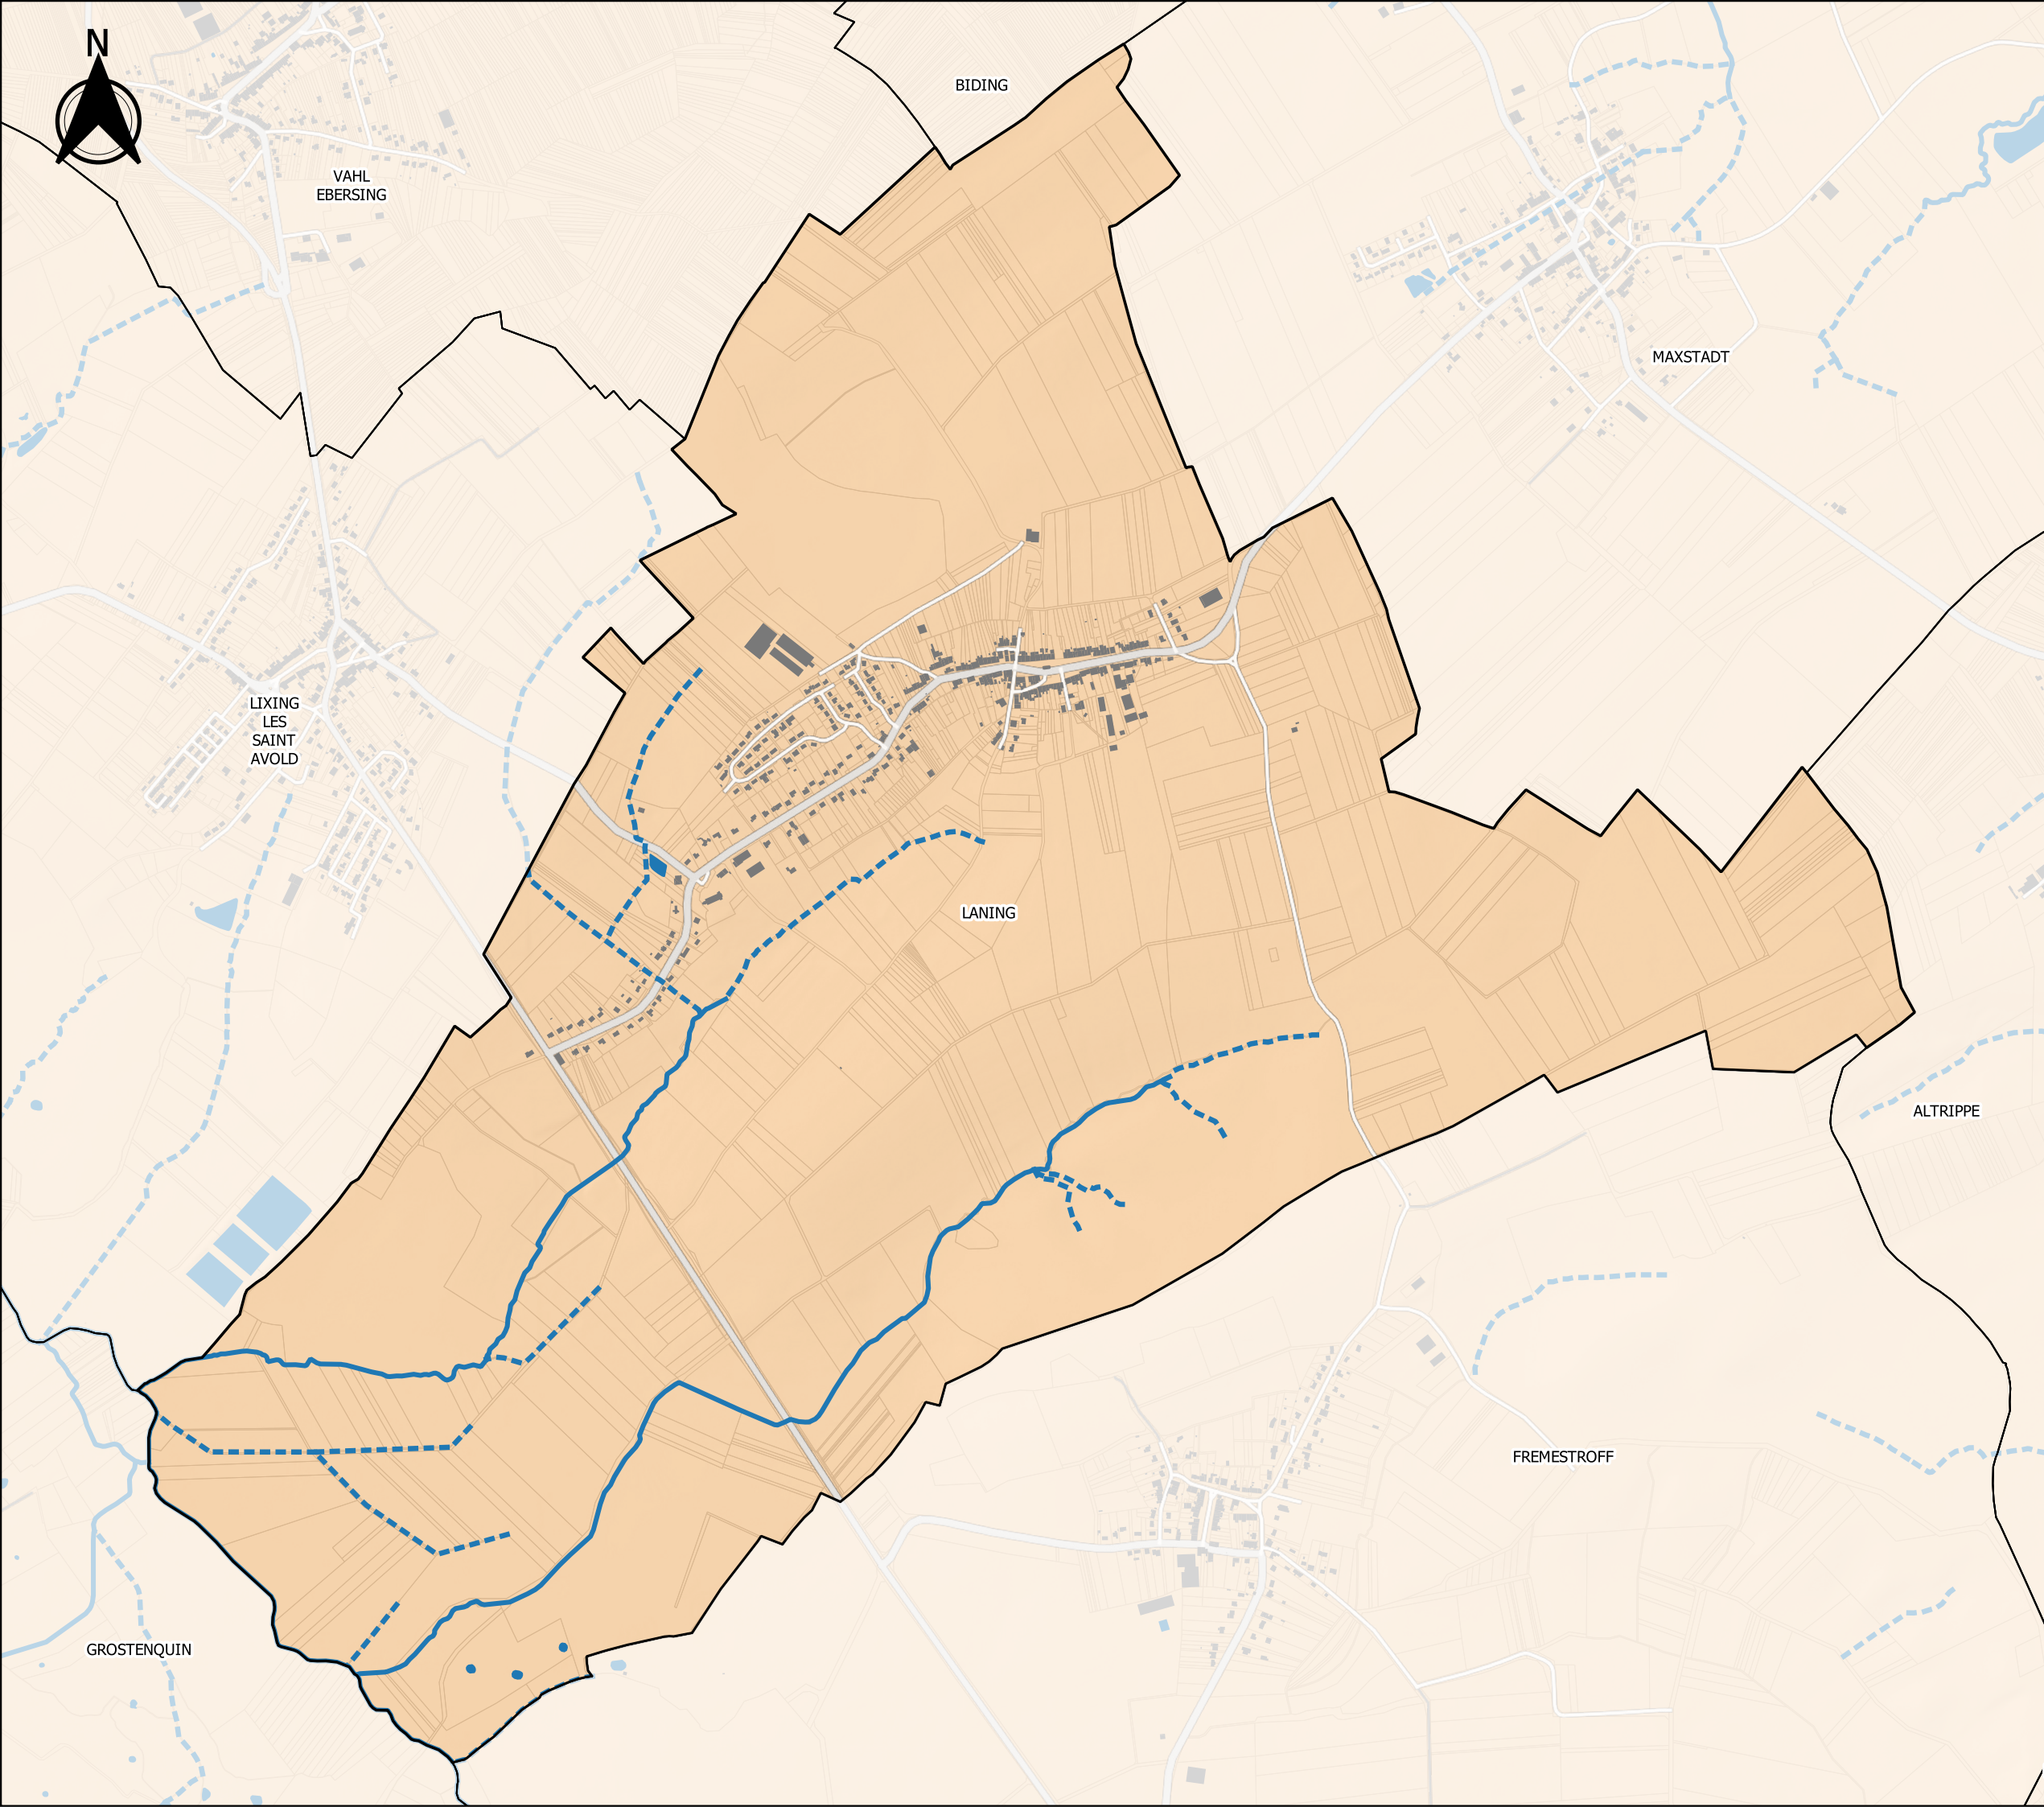 N
BIDING
VAHL
EBERSING
MAXSTADT
LIXING
LES
SAINT
AVOLD
LANING
ALTRIPPE
FREMESTROFF
GROSTENQUIN